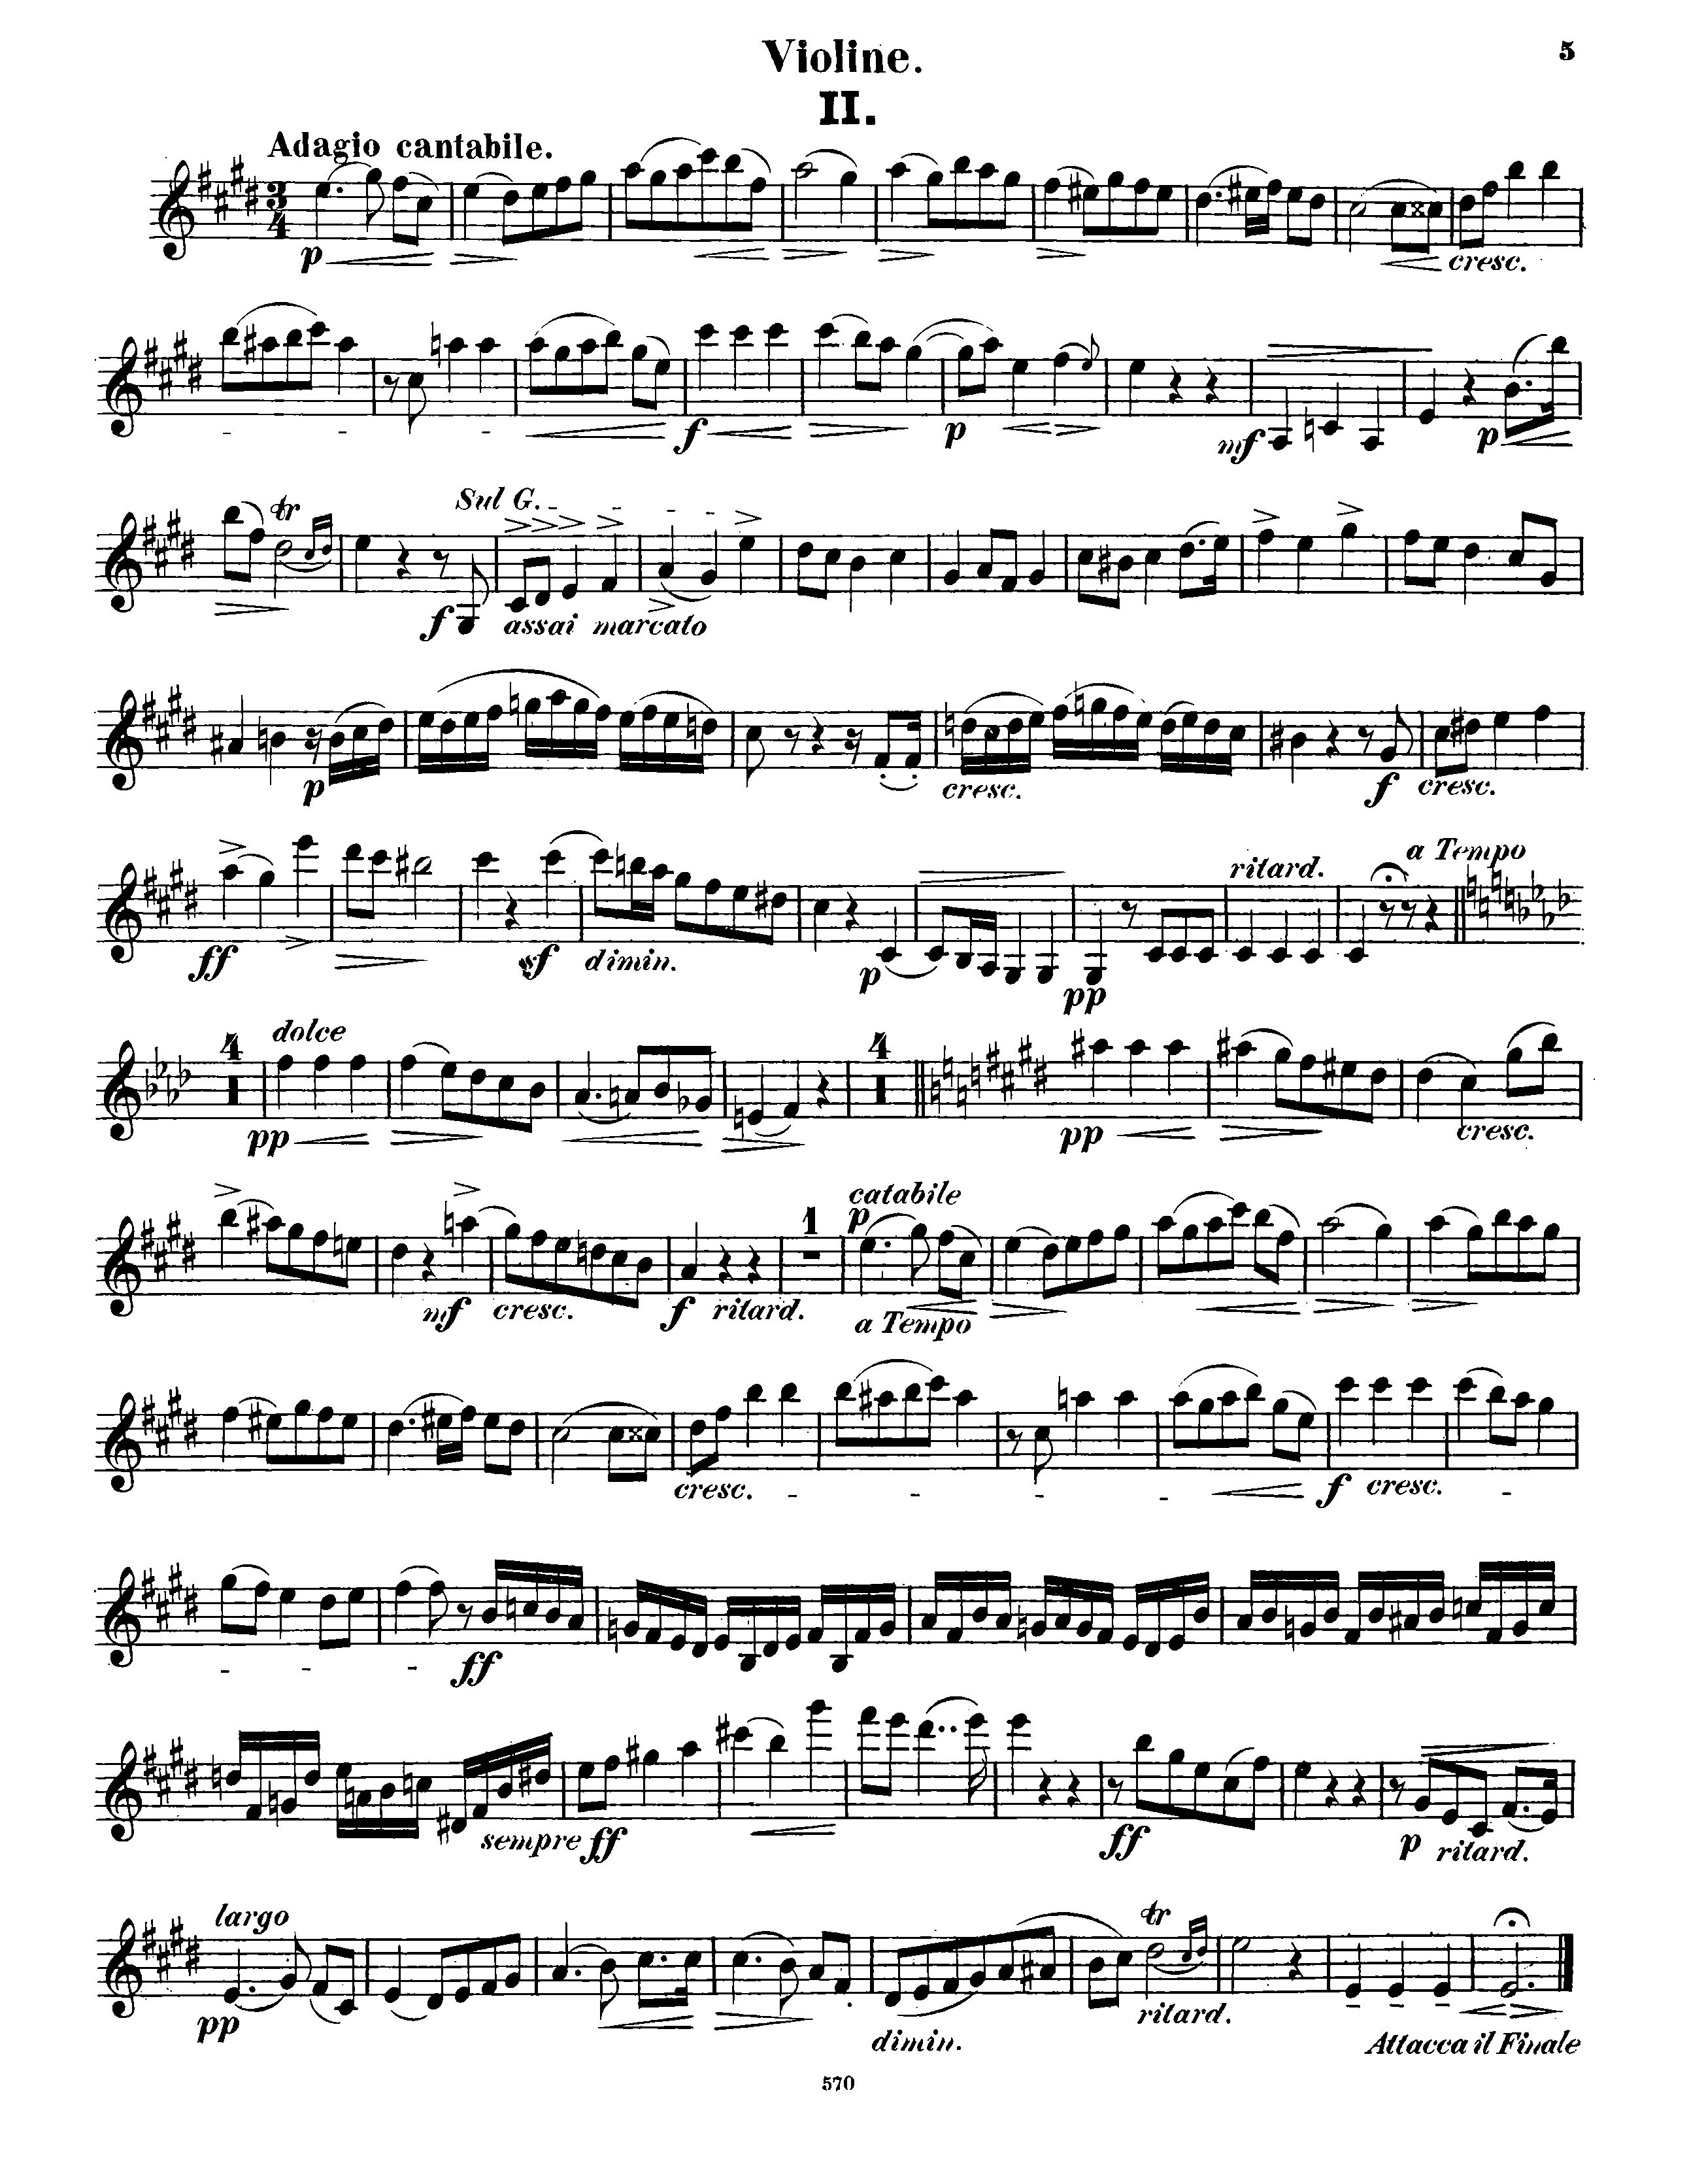 Violine.
5
II.
Adagio cantabile.
3
4
p
cresc.
f
p
mf
p
tr
Sul G.
f
assai marcato
p
cresc.
f
cresc.
a Tempo
ritard.
ff
sf
dimin.
p
pp
4
dolce
4
pp
pp
cresc.
catabile
p
1
mf
cresc.
f
ritard.
a Tempo
cresc.
f
cresc.
ff
sempre ff
ff
p
ritard.
largo
tr
pp
dimin.
ritard.
Attacca il Finale
570